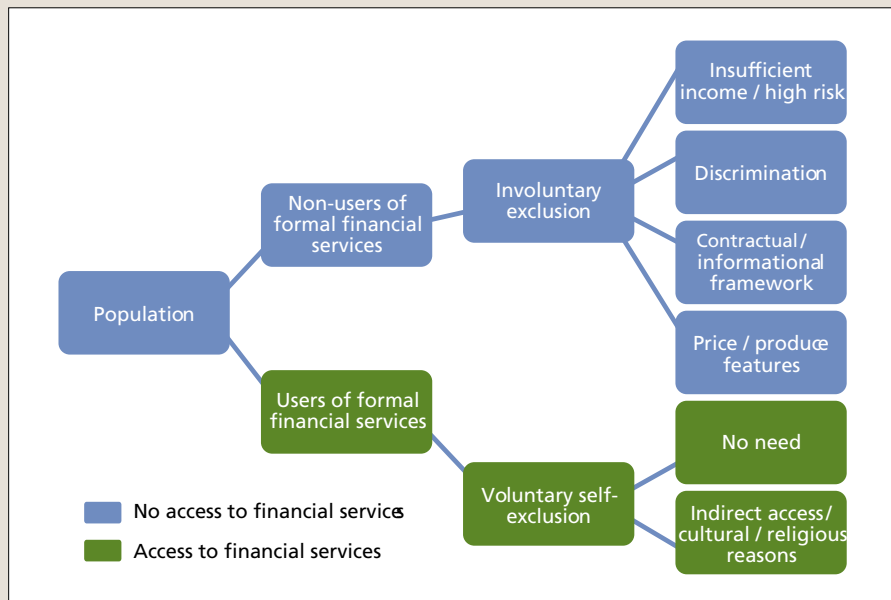 Population
Non-users of
formal financial
services
Users of formal
financial services
Involuntary
exclusion
Voluntary self-
exclusion
Insufficient
income / high risk
Discrimination
Contractual /
informational
framework
Price / produce
features
No need
Indirect access /
cultural / religious
reasons
No access to financial services
Access to financial services